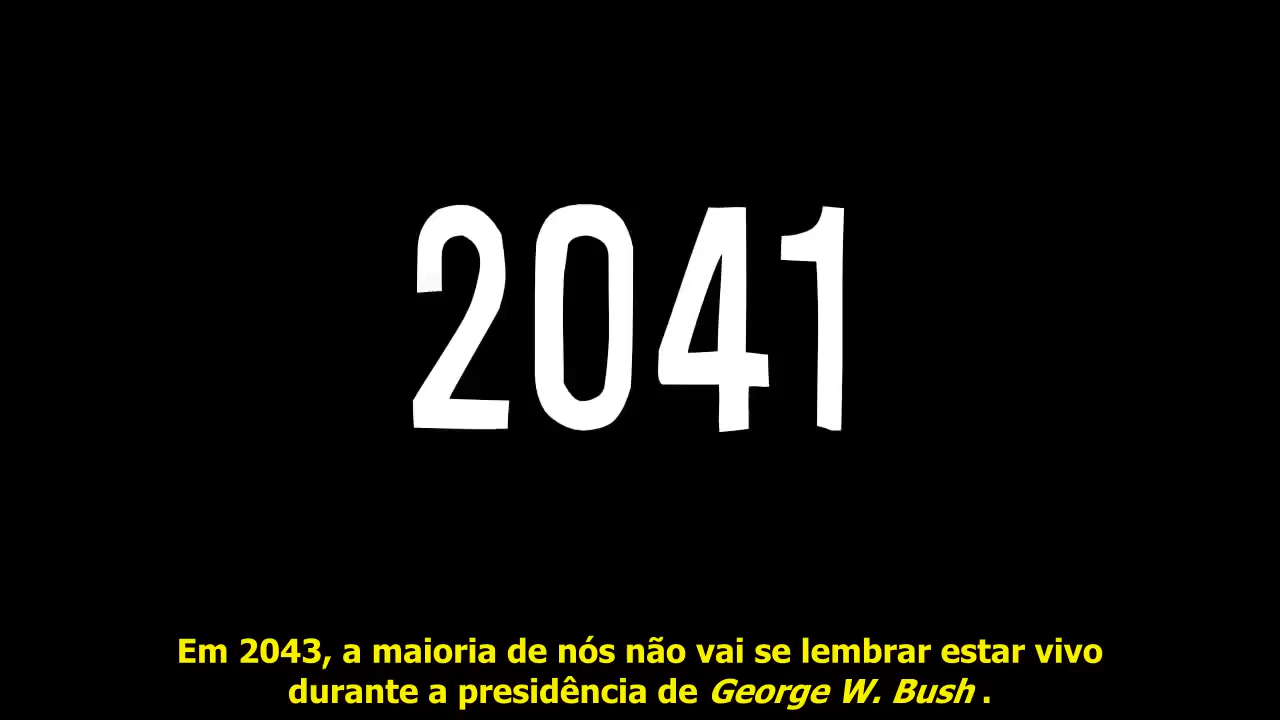 2041
Em 2043, a maioria de nós não vai se lembrar estar vivo
durante a presidência de George W. Bush .